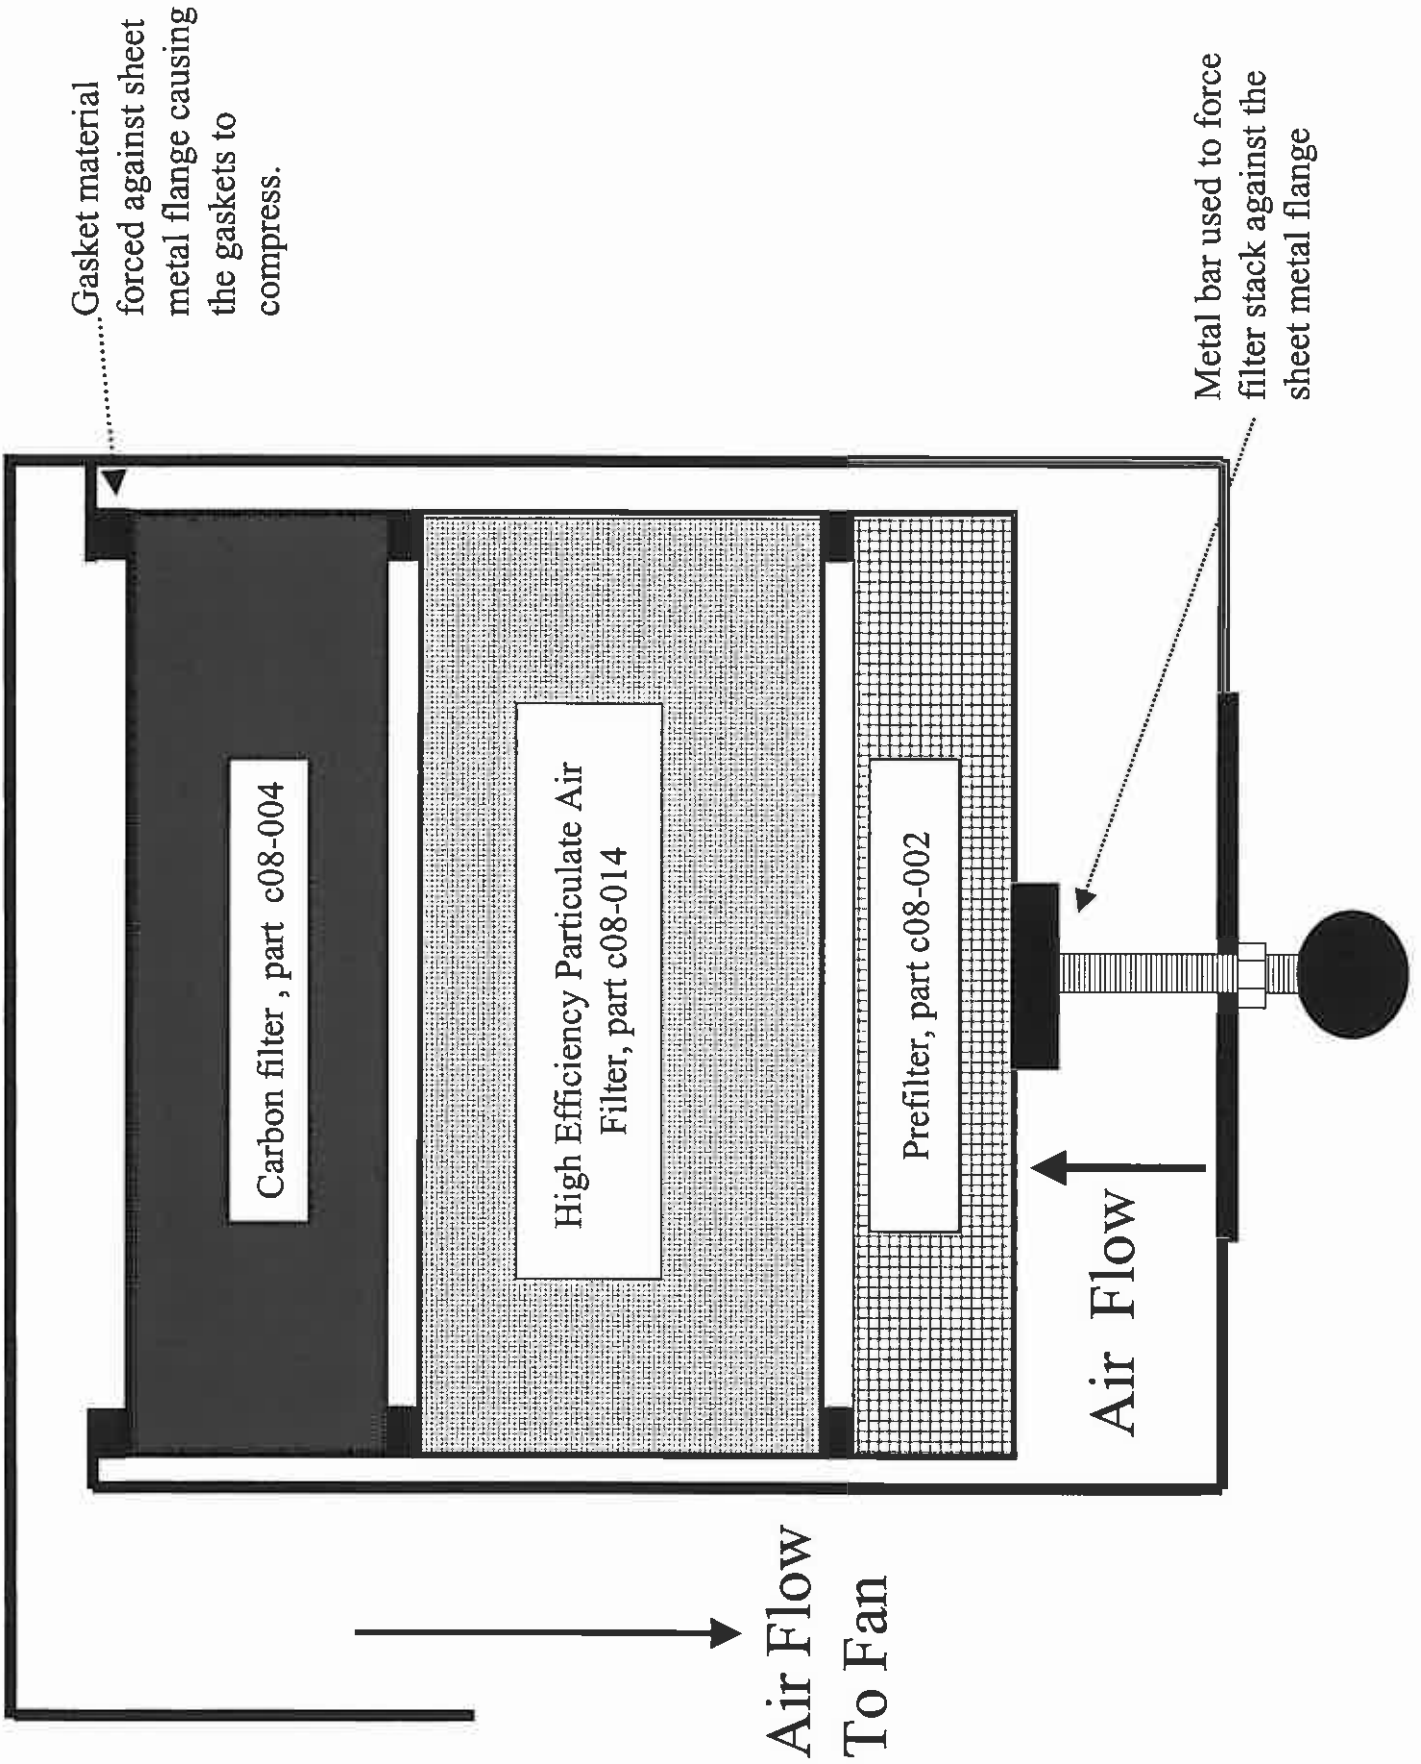 Gasket material
forced against sheet
metal flange causing
the gaskets to
compress.
Carbon filter , part c08-004
High Efficiency Particulate Air
Filter, part c08-014
Prefilter, part c08-002
Metal bar used to force
filter stack against the
sheet metal flange
Air Flow
Air Flow
To Fan